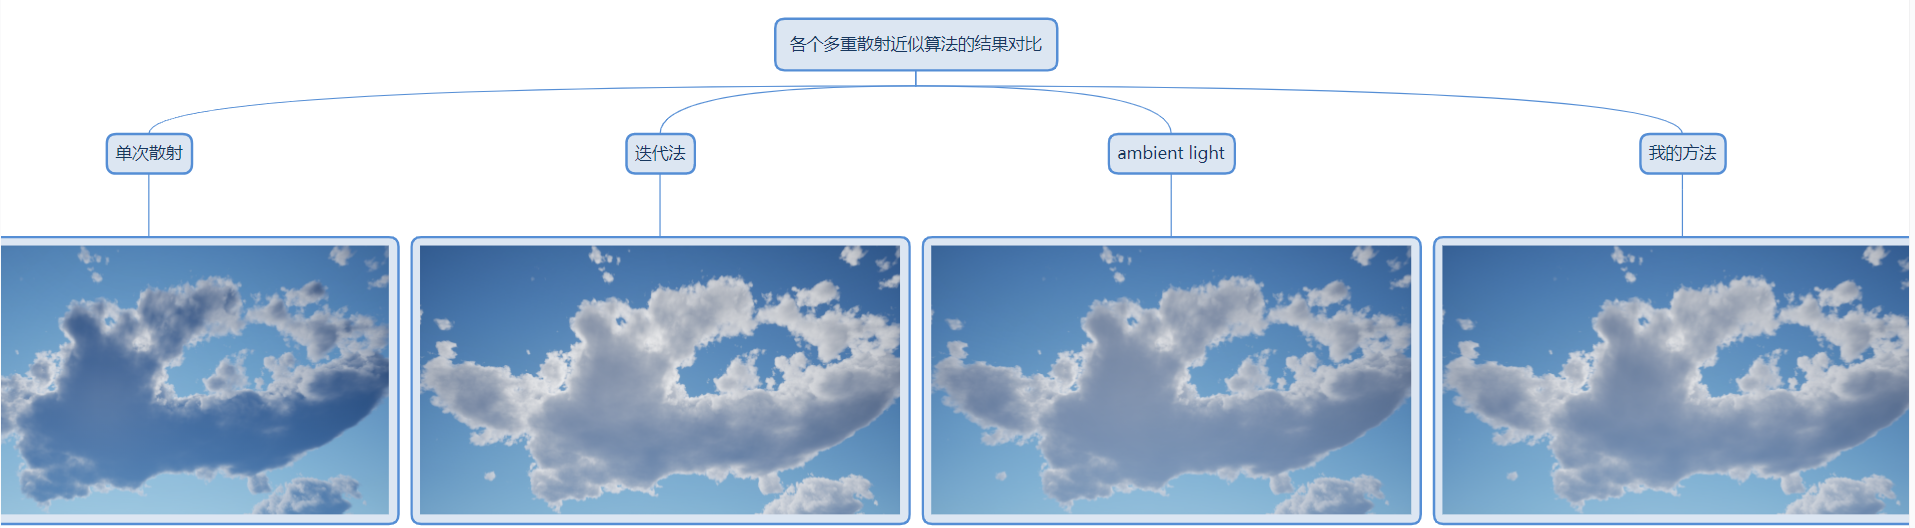 各个多重散射近似算法的结果对比
单次散射
迭代法
ambient light
我的方法